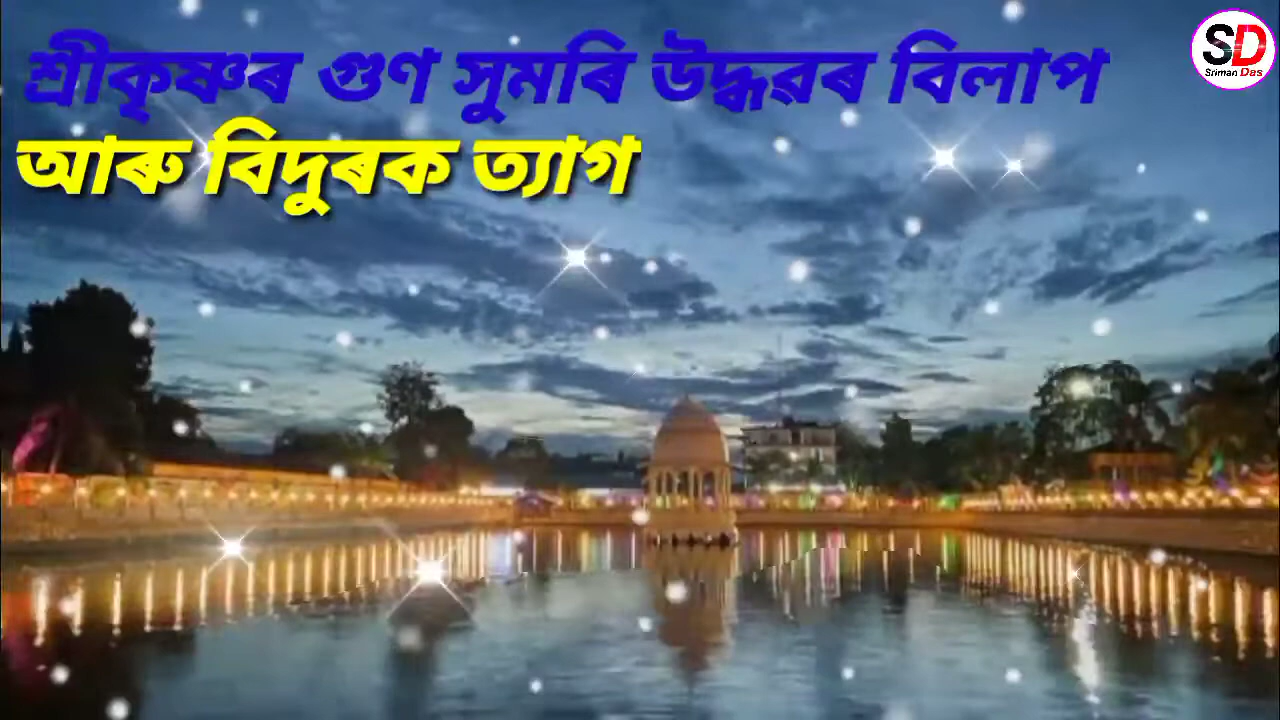 শ্ৰীকৃষ্ণৰ গুণ সুমৰি উদ্ধৱৰ বিলাপ
আৰু বিদুৰক ত্যাগ
SD
Sriman Das